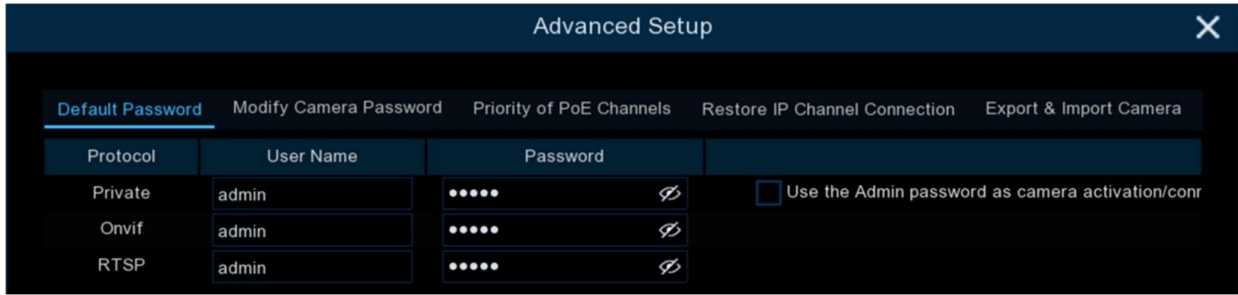 Advanced Setup
Default Password Modify Camera Password Priority of PoE Channels Restore IP Channel Connection Export & Import Camera
Protocol User Name Password
Private admin ••••• Use the Admin password as camera activation/conr
Onvif admin •••••
RTSP admin •••••